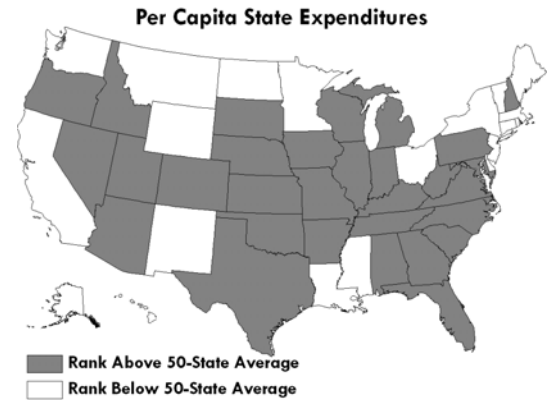 Per Capita State Expenditures
Rank Above 50-State Average
Rank Below 50-State Average